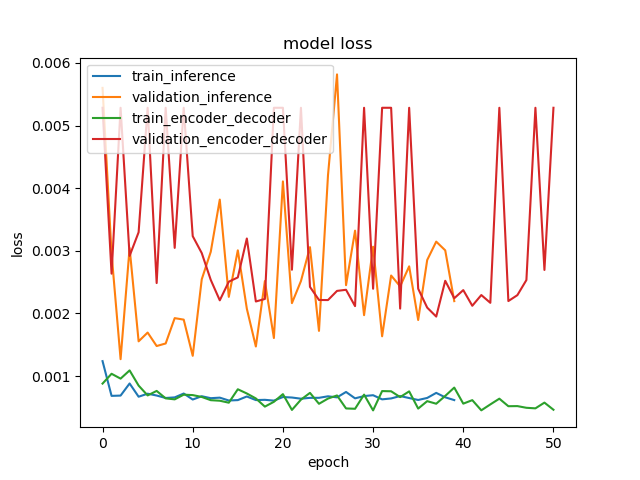 model loss
0.006
0.005
0.004
0.003
0.002
0.001
loss
train_inference
validation_inference
train_encoder_decoder
validation_encoder_decoder
0 10 20 30 40 50
epoch